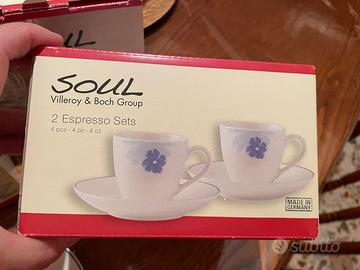 SOUL
Villeroy & Boch Group
2 Espresso Sets
4 pcs - 4 pz - 4 cz
MADE IN
GERMANY
subito